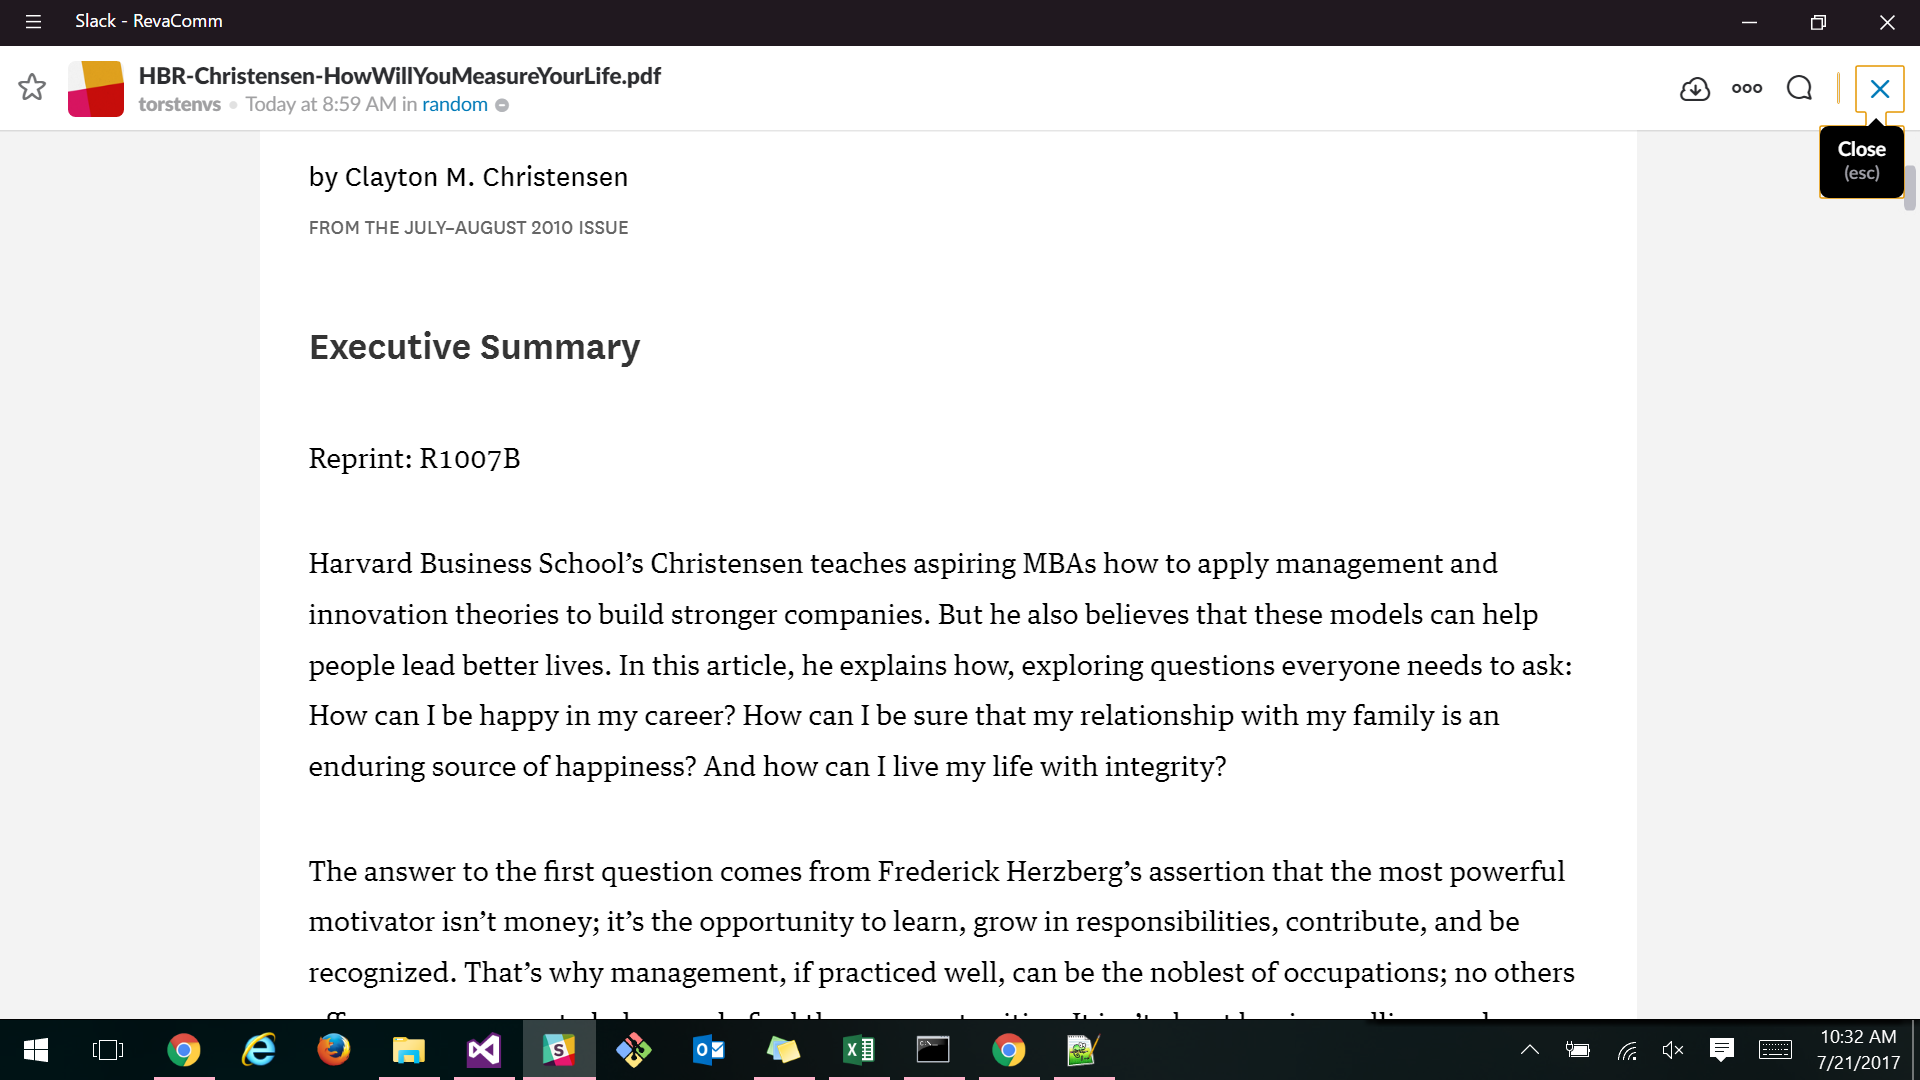 Slack - RevaComm
HBR-Christensen-HowWillYouMeasureYourLife.pdf
torstenvs • Today at 8:59 AM in random
Close
(esc)
by Clayton M. Christensen
FROM THE JULY–AUGUST 2010 ISSUE
Executive Summary
Reprint: R1007B
Harvard Business School’s Christensen teaches aspiring MBAs how to apply management and
innovation theories to build stronger companies. But he also believes that these models can help
people lead better lives. In this article, he explains how, exploring questions everyone needs to ask:
How can I be happy in my career? How can I be sure that my relationship with my family is an
enduring source of happiness? And how can I live my life with integrity?
The answer to the first question comes from Frederick Herzberg’s assertion that the most powerful
motivator isn’t money; it’s the opportunity to learn, grow in responsibilities, contribute, and be
recognized. That’s why management, if practiced well, can be the noblest of occupations; no others
10:32 AM
7/21/2017